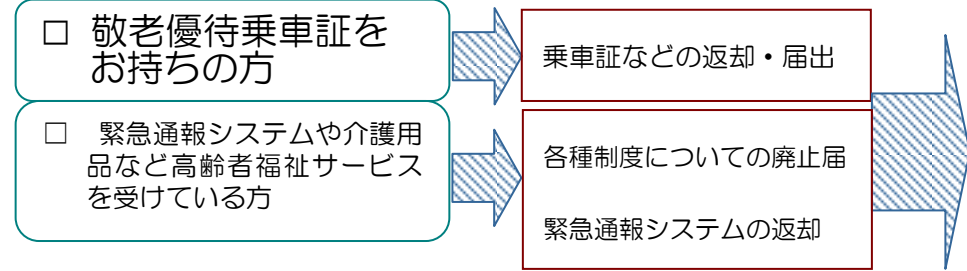 □ 敬老優待乗車証を
お持ちの方
乗車証などの返却・届出
□ 緊急通報システムや介護用
品など高齢者福祉サービス
を受けている方
各種制度についての廃止届
緊急通報システムの返却